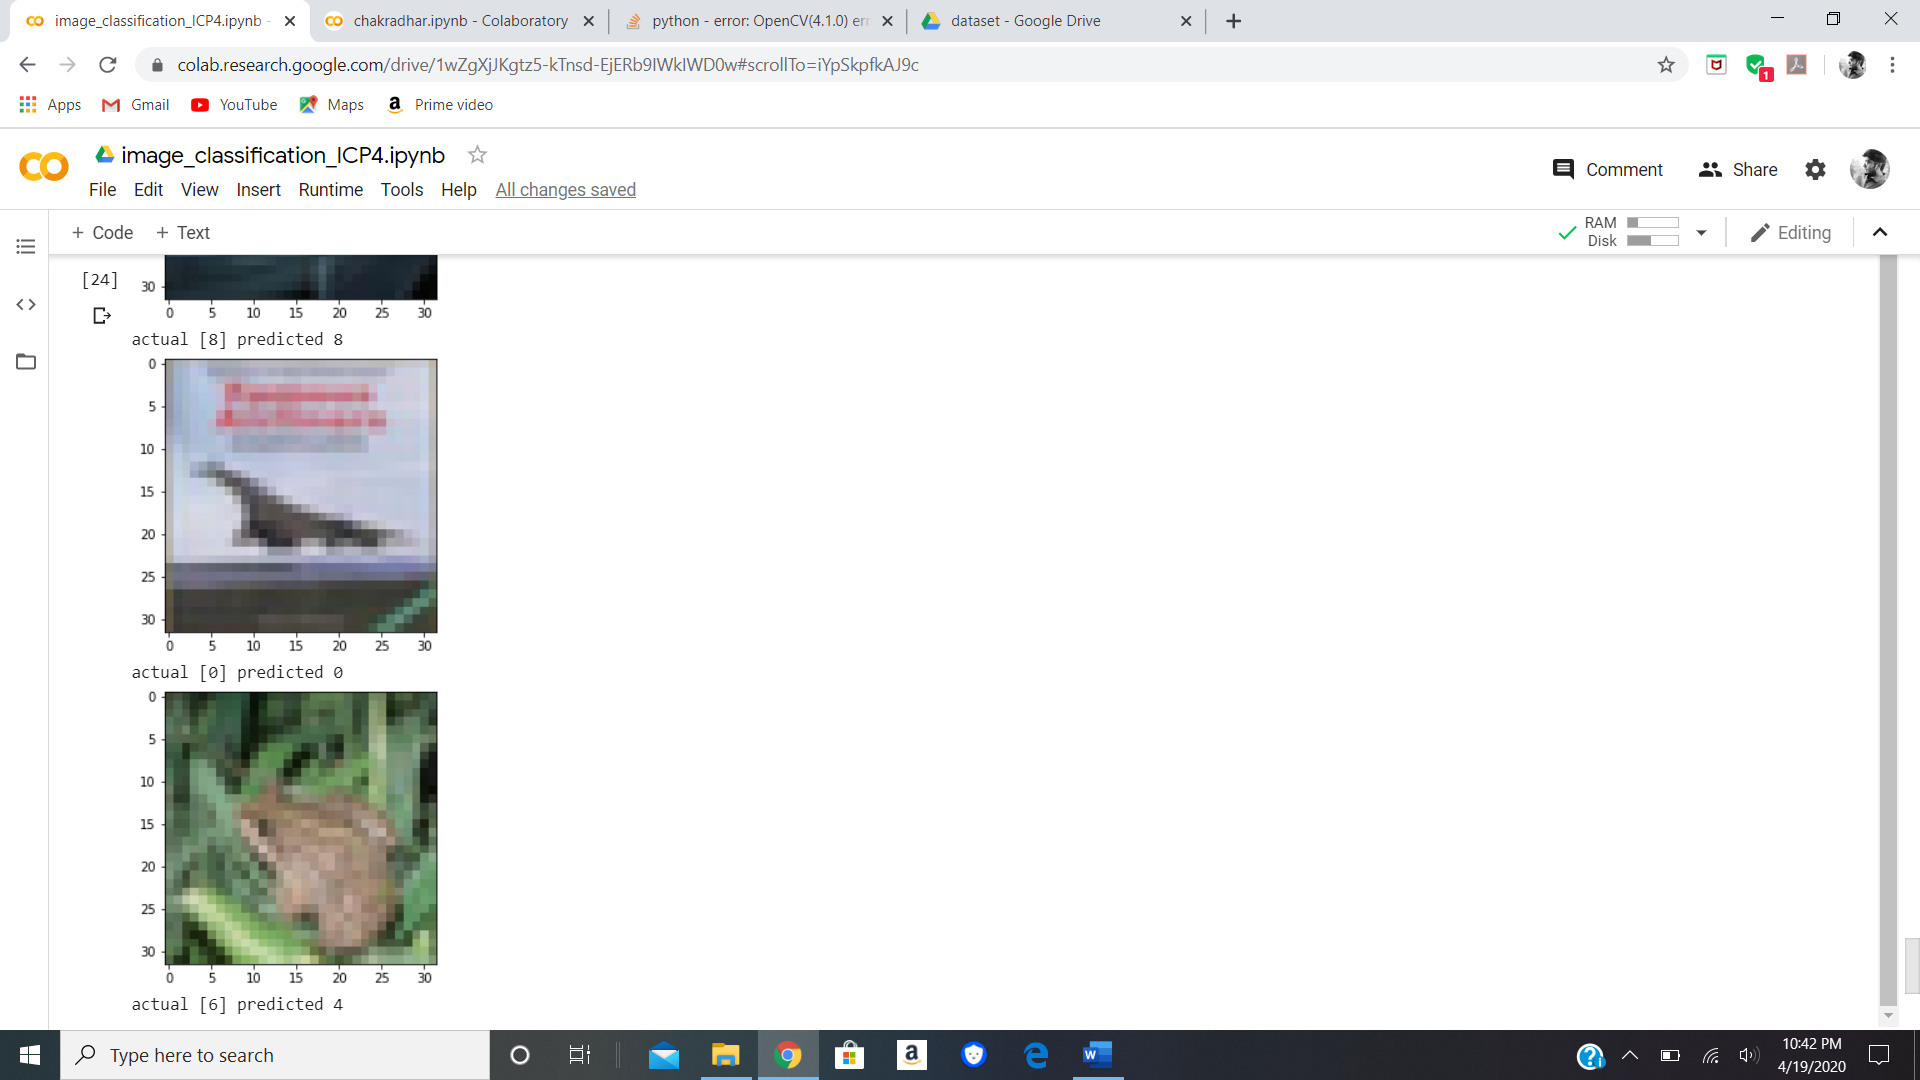 image_classification_ICP4.ipynb -
chakradhar.ipynb - Colaboratory
python - error: OpenCV(4.1.0) err
dataset - Google Drive
colab.research.google.com/drive/1wZgXjJKgtz5-kTnsd-EjERb9IWkIWD0w#scrollTo=iYpSkpfkAJ9c
1
Apps Gmail YouTube Maps Prime video
image_classification_ICP4.ipynb
Comment Share
File Edit View Insert Runtime Tools Help All changes saved
+ Code + Text
RAM
Disk
Editing
[24]
30
0 5 10 15 20 25 30
actual [8] predicted 8
0
5
10
15
20
25
30
0 5 10 15 20 25 30
actual [0] predicted 0
0
5
10
15
20
25
30
0 5 10 15 20 25 30
actual [6] predicted 4
Type here to search
10:42 PM
4/19/2020